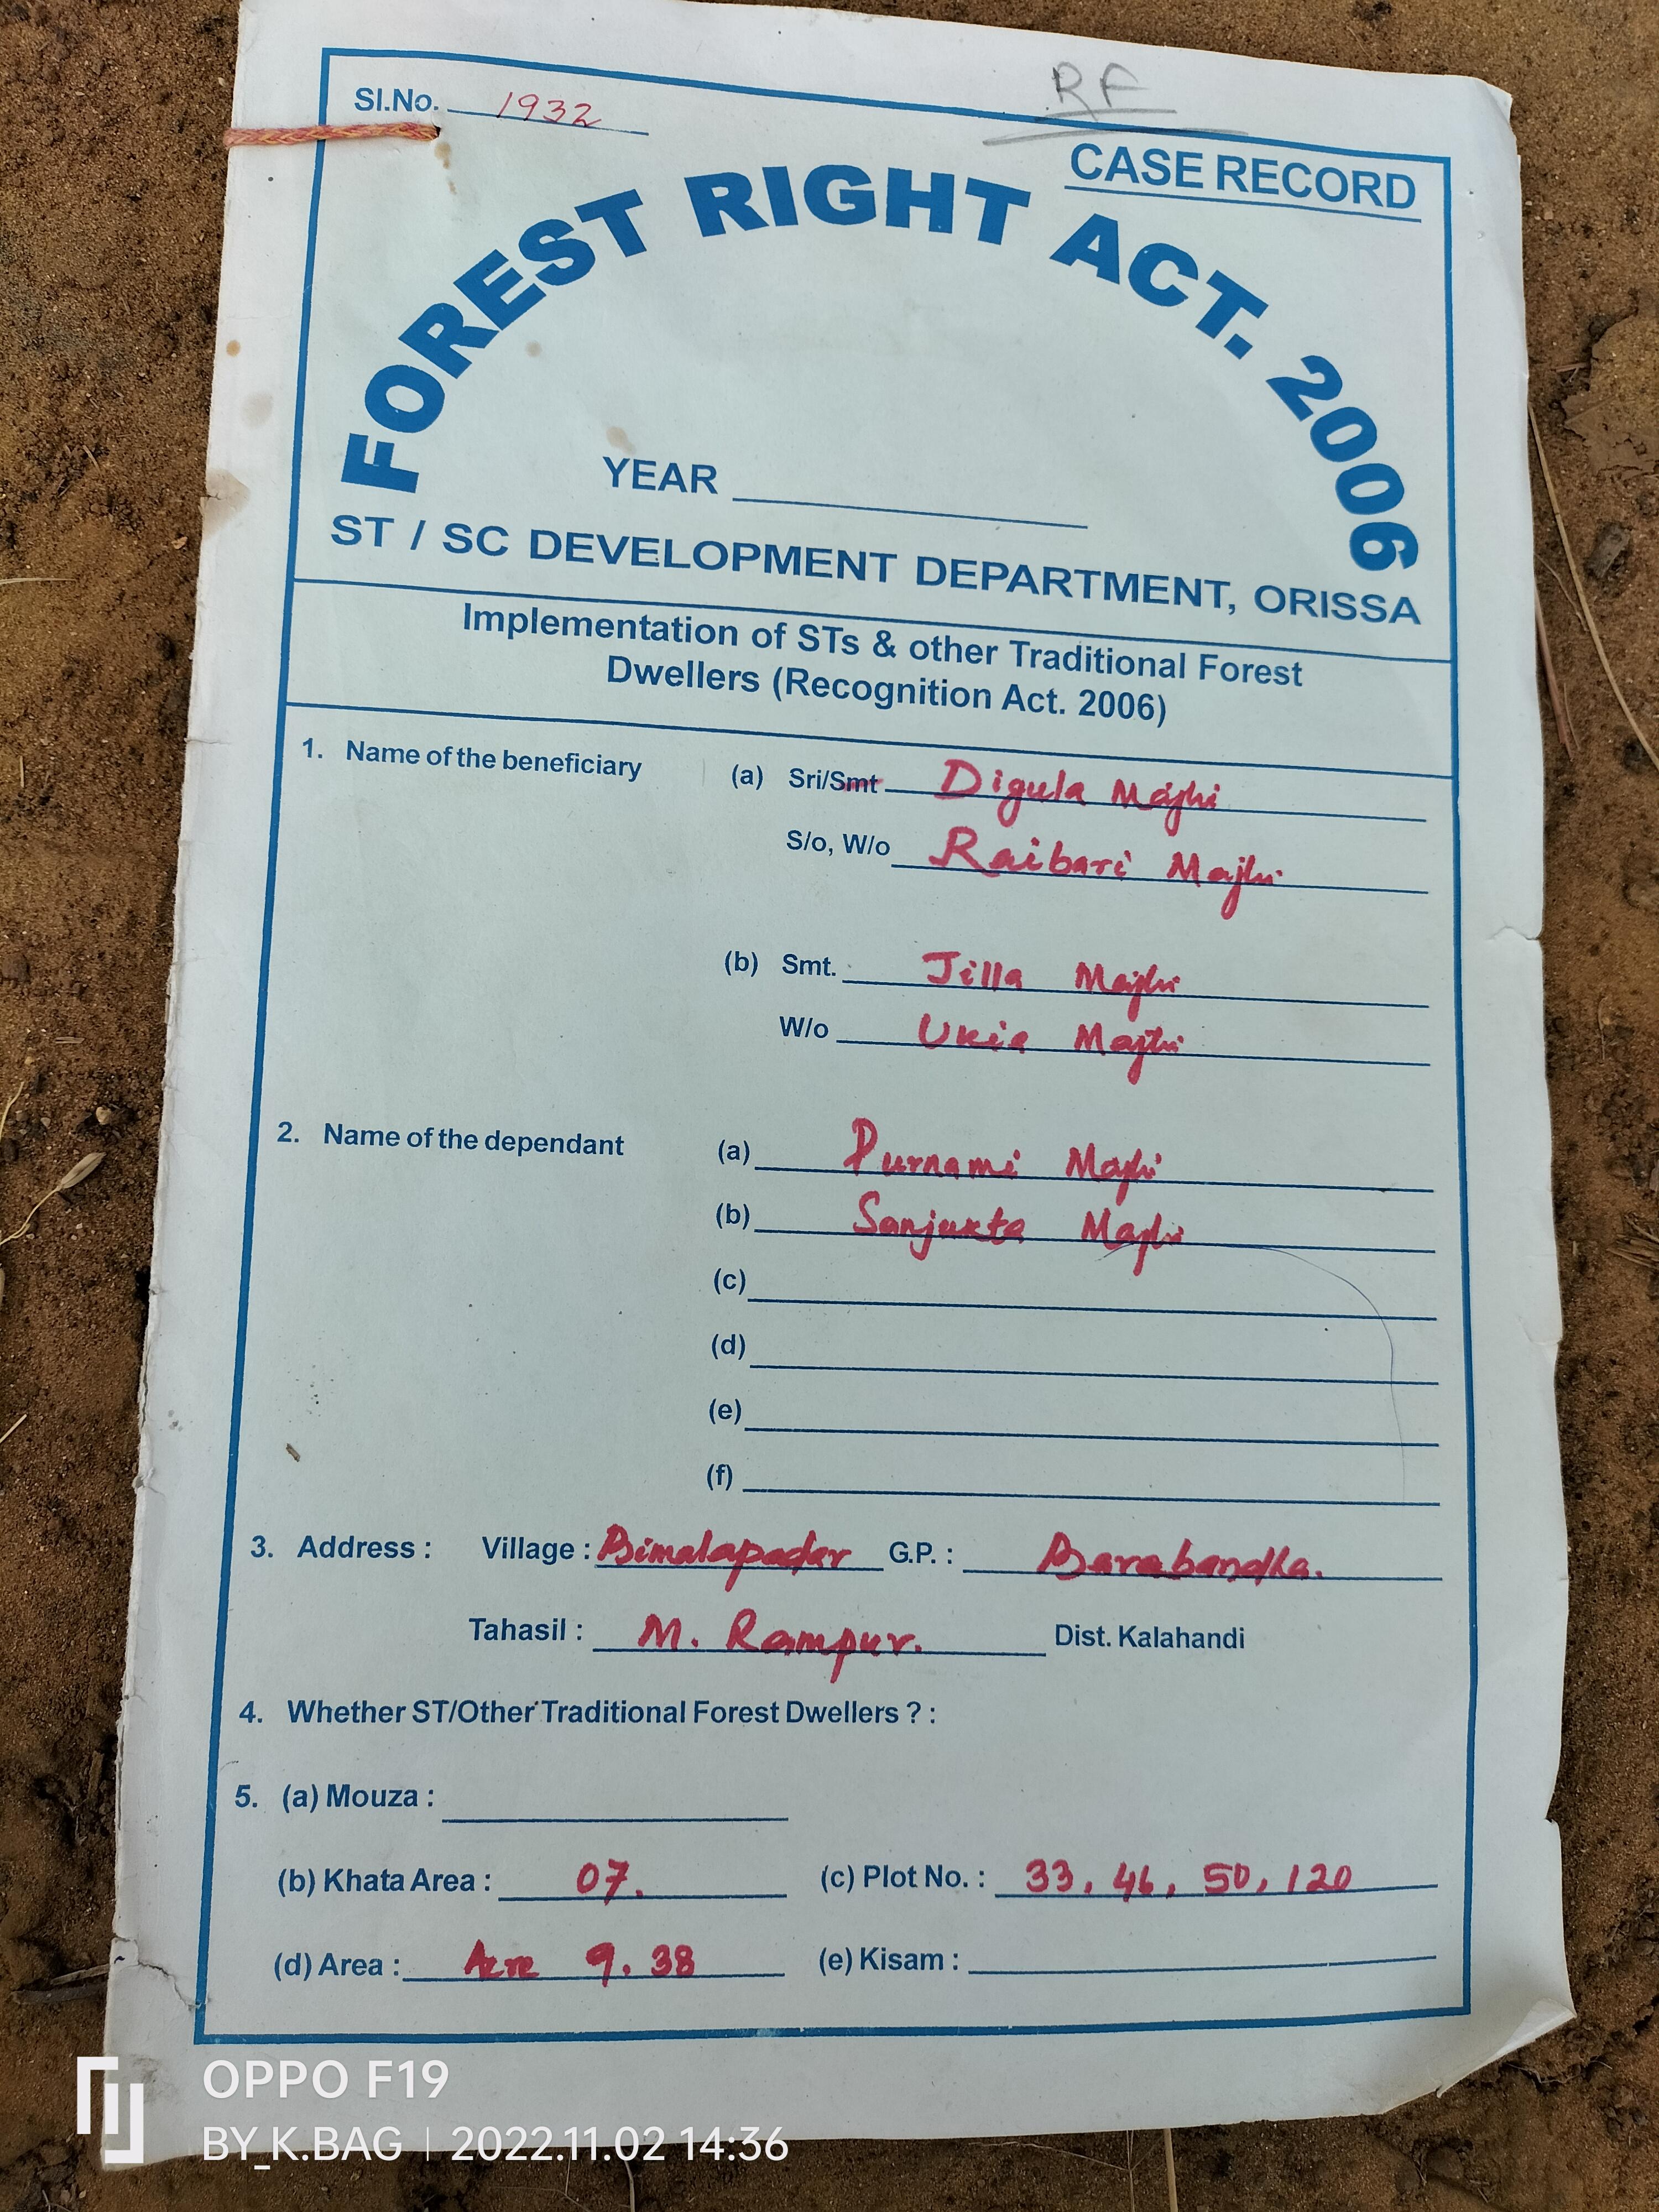 RF
Sl.No. 1932
CASE RECORD
FOREST RIGHT ACT. 2006
YEAR
ST / SC DEVELOPMENT DEPARTMENT, ORISSA
Implementation of STs & other Traditional Forest
Dwellers (Recognition Act. 2006)
1. Name of the beneficiary (a) Sri/Smt Digula Majhi
S/o, W/o Raibari Majhi
(b) Smt. Jilla Majhi
W/o Ukia Majhi
2. Name of the dependant (a) Purnami Majhi
(b) Sanjukta Majhi
(c)
(d)
(e)
(f)
3. Address : Village : Bimalapadar G.P. : Barabandha.
Tahasil : M. Rampur. Dist. Kalahandi
4. Whether ST/Other Traditional Forest Dwellers ? :
5. (a) Mouza :
(b) Khata Area : 07. (c) Plot No. : 33, 46, 50, 120
(d) Area : Acre 9.38 (e) Kisam :
OPPO F19
BY_K.BAG | 2022.11.02 14:36